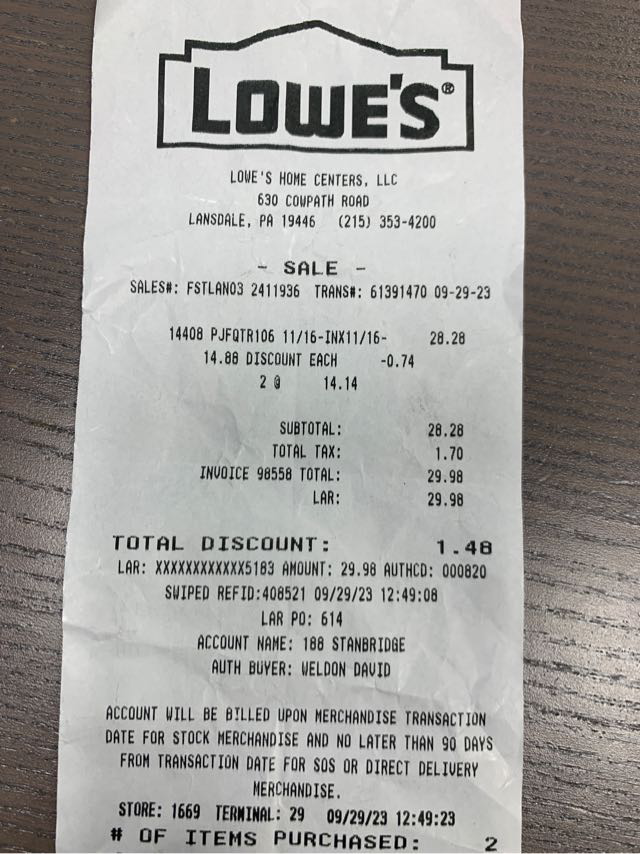 LOWE'S®
LOWE'S HOME CENTERS, LLC
630 COWPATH ROAD
LANSDALE, PA 19446 (215) 353-4200
- SALE -
SALES#: FSTLAN03 2411936 TRANS#: 61391470 09-29-23
14408 PJFQTR106 11/16-INX11/16- 28.28
14.88 DISCOUNT EACH -0.74
2 @ 14.14
SUBTOTAL: 28.28
TOTAL TAX: 1.70
INVOICE 98558 TOTAL: 29.98
LAR: 29.98
TOTAL DISCOUNT: 1.48
LAR: XXXXXXXXXXXX5183 AMOUNT: 29.98 AUTHCD: 000820
SWIPED REFID:408521 09/29/23 12:49:08
LAR PO: 614
ACCOUNT NAME: 188 STANBRIDGE
AUTH BUYER: WELDON DAVID
ACCOUNT WILL BE BILLED UPON MERCHANDISE TRANSACTION
DATE FOR STOCK MERCHANDISE AND NO LATER THAN 90 DAYS
FROM TRANSACTION DATE FOR SOS OR DIRECT DELIVERY
MERCHANDISE.
STORE: 1669 TERMINAL: 29 09/29/23 12:49:23
# OF ITEMS PURCHASED: 2